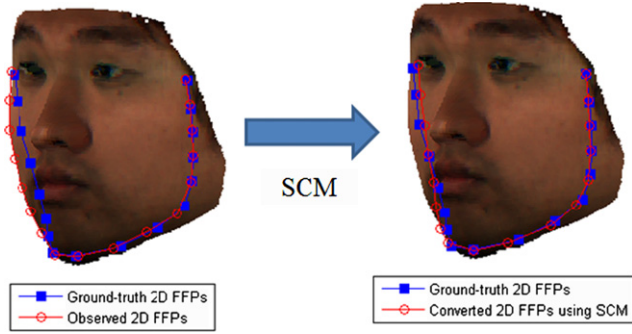 SCM
Ground-truth 2D FFPs
Observed 2D FFPs
Ground-truth 2D FFPs
Converted 2D FFPs using SCM